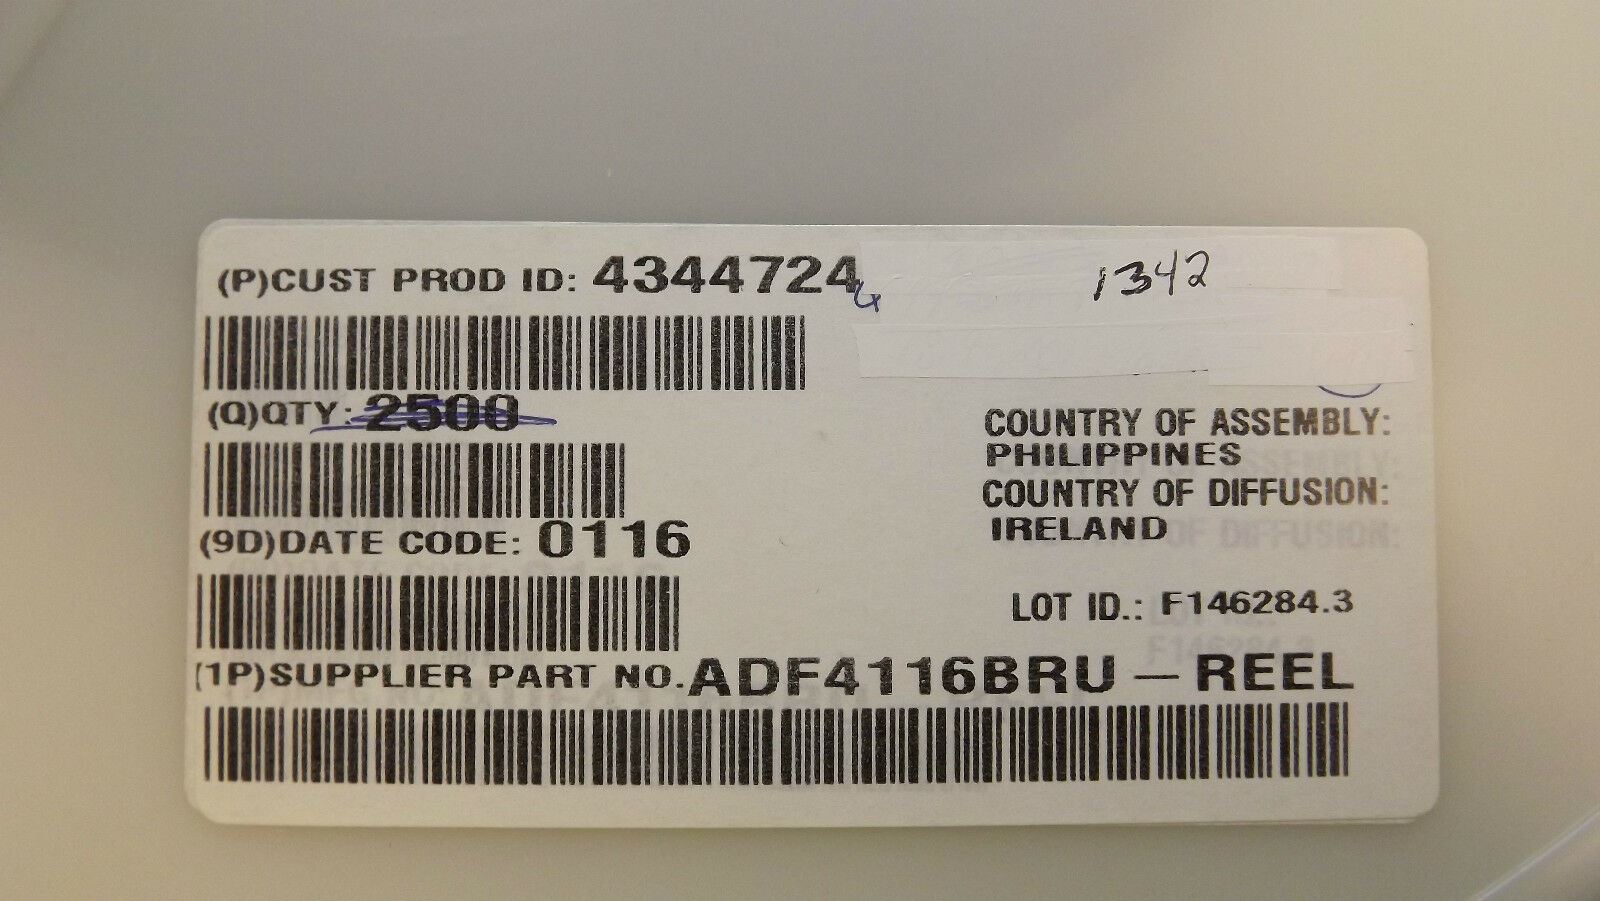 (P)CUST PROD ID: 4344724
1342
(Q)QTY: 2500
COUNTRY OF ASSEMBLY:
PHILIPPINES
COUNTRY OF DIFFUSION:
IRELAND
(9D)DATE CODE: 0116
LOT ID.: F146284.3
(1P)SUPPLIER PART NO. ADF4116BRU - REEL